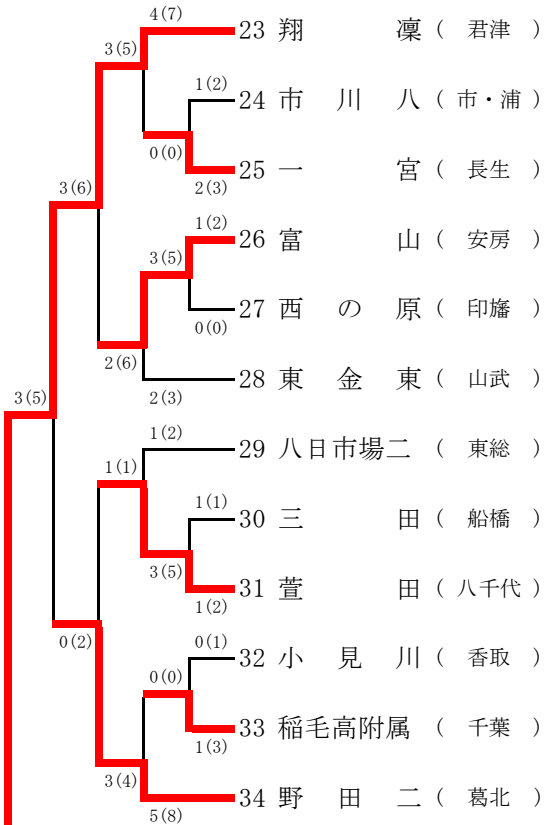 4(7)
23 翔 凜 ( 君津 )
3(5)
1(2)
24 市 川 八 ( 市・浦 )
0(0)
25 一 宮 ( 長生 )
2(3)
3(6)
1(2)
26 富 山 ( 安房 )
3(5)
27 西 の 原 ( 印旛 )
0(0)
2(6)
28 東 金 東 ( 山武 )
2(3)
3(5)
1(2)
29 八日市場二 ( 東総 )
1(1)
1(1)
30 三 田 ( 船橋 )
3(5)
31 萱 田 ( 八千代 )
1(2)
0(2)
0(1)
32 小 見 川 ( 香取 )
0(0)
33 稲毛高附属 ( 千葉 )
1(3)
3(4)
34 野 田 二 ( 葛北 )
5(8)